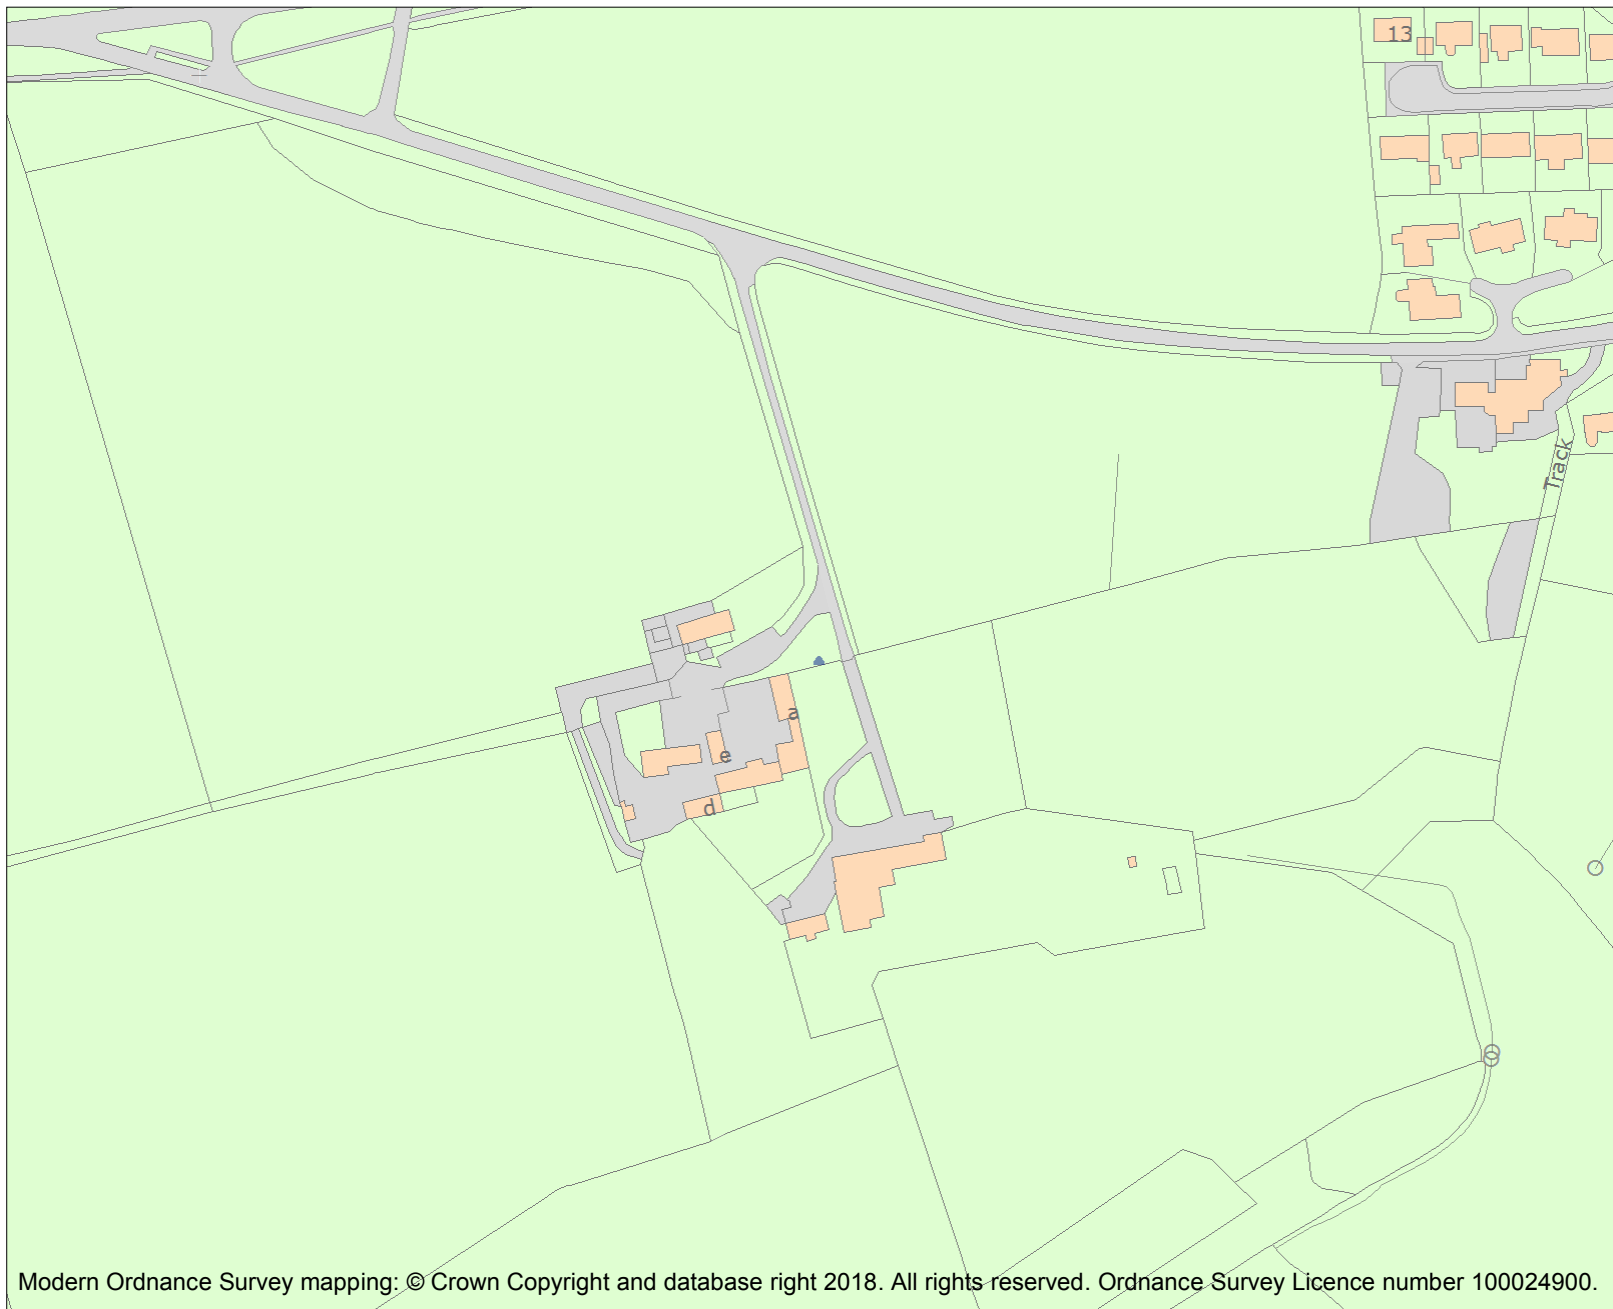 13
Track
a
e
d
Modern Ordnance Survey mapping: © Crown Copyright and database right 2018. All rights reserved. Ordnance Survey Licence number 100024900.